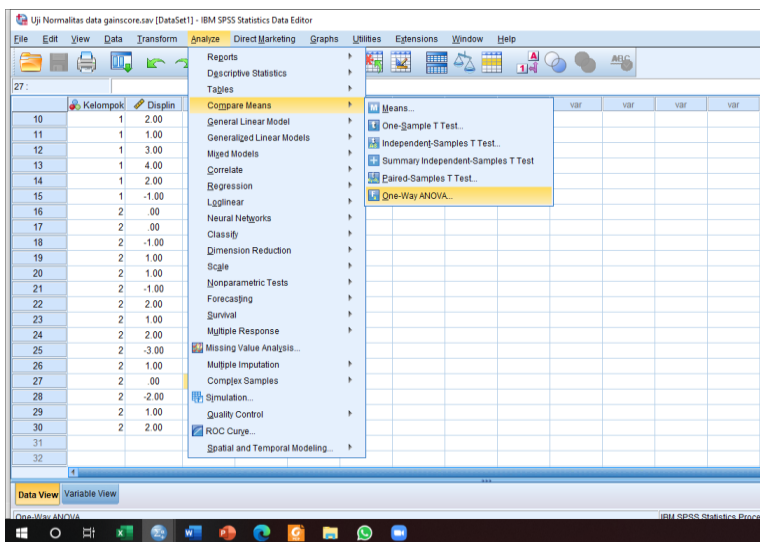 Uji Normalitas data gainscore.sav [DataSet1] - IBM SPSS Statistics Data Editor
File Edit View Data Transform Analyze Direct Marketing Graphs Utilities Extensions Window Help
27 :
Kelompok Displin var var var var
10 1 2.00
11 1 1.00
12 1 3.00
13 1 4.00
14 1 2.00
15 1 -1.00
16 2 .00
17 2 .00
18 2 -1.00
19 2 1.00
20 2 1.00
21 2 -1.00
22 2 2.00
23 2 1.00
24 2 2.00
25 2 -3.00
26 2 1.00
27 2 .00
28 2 -2.00
29 2 1.00
30 2 2.00
31
32
Reports
Descriptive Statistics
Tables
Compare Means
General Linear Model
Generalized Linear Models
Mixed Models
Correlate
Regression
Loglinear
Neural Networks
Classify
Dimension Reduction
Scale
Nonparametric Tests
Forecasting
Survival
Multiple Response
Missing Value Analysis...
Multiple Imputation
Complex Samples
Simulation...
Quality Control
ROC Curve...
Spatial and Temporal Modeling...
Means...
One-Sample T Test...
Independent-Samples T Test...
Summary Independent-Samples T Test
Paired-Samples T Test...
One-Way ANOVA...
Data View Variable View
One-Way ANOVA
IBM SPSS Statistics Proce